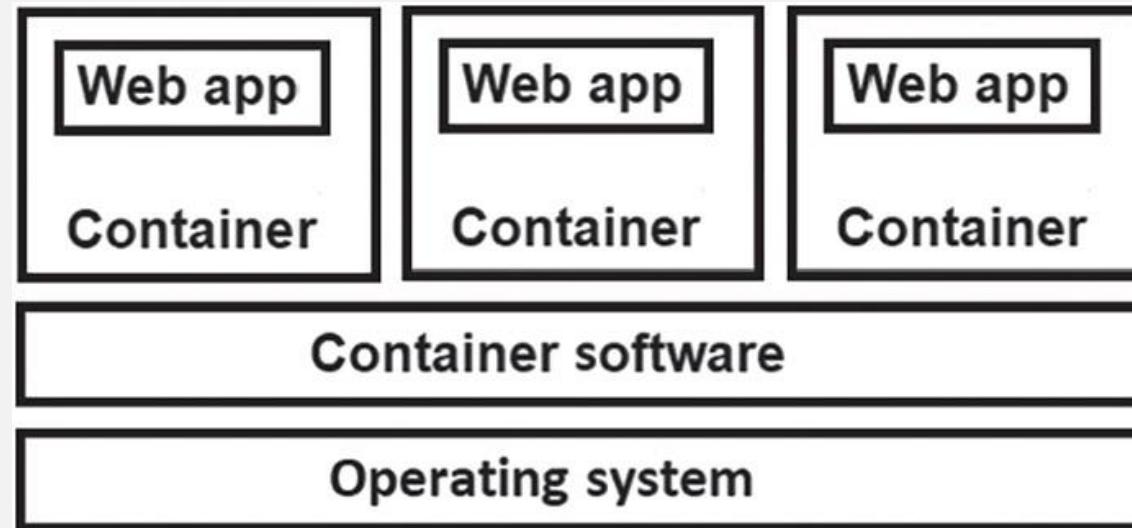 Web app Web app Web app
Container Container Container
Container software
Operating system